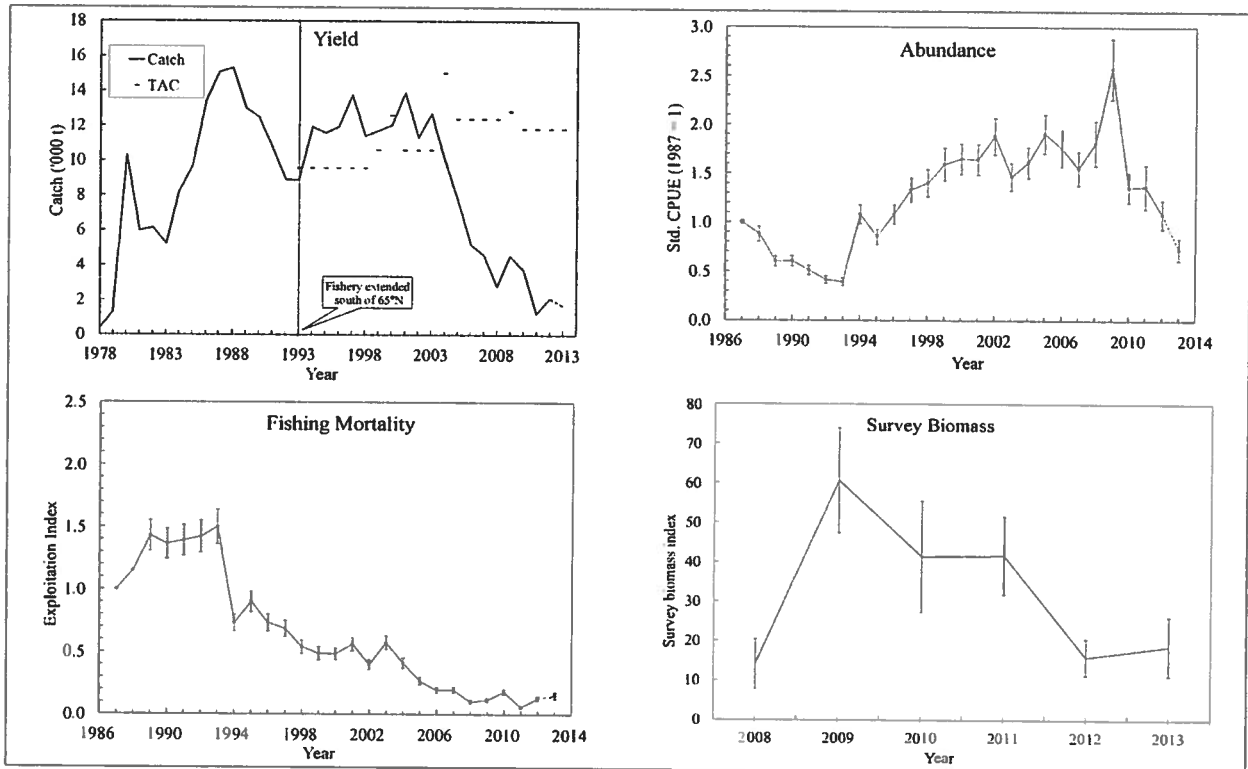 Yield
18
16
14
12
10
8
6
4
2
0
Catch ('000 t)
Catch
TAC
Fishery extended
south of 65°N
1978 1983 1988 1993 1998 2003 2008 2013
Year
Abundance
3.0
2.5
2.0
1.5
1.0
0.5
0.0
Std. CPUE (1987 = 1)
1986 1990 1994 1998 2002 2006 2010 2014
Year
Fishing Mortality
2.5
2.0
1.5
1.0
0.5
0.0
Exploitation Index
1986 1990 1994 1998 2002 2006 2010 2014
Year
Survey Biomass
80
70
60
50
40
30
20
10
0
Survey biomass index
2008 2009 2010 2011 2012 2013
Year